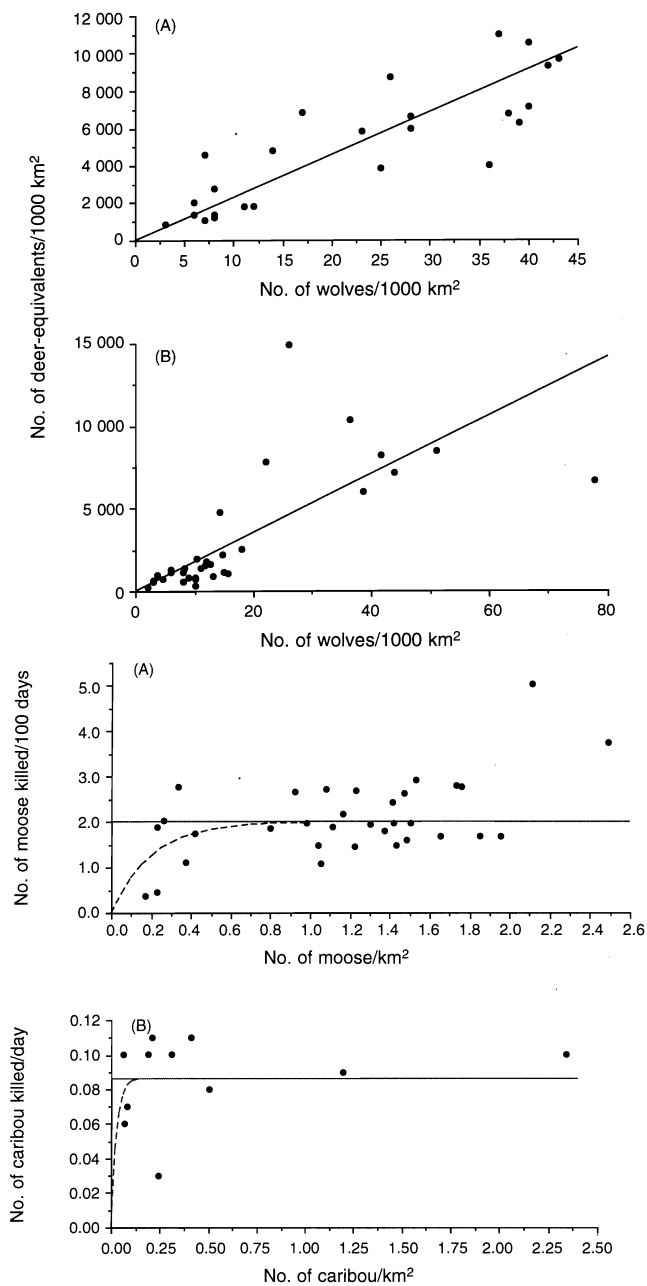 (A)
12 000
10 000
8 000
6 000
4 000
2 000
0
0 5 10 15 20 25 30 35 40 45
No. of wolves/1000 km²
No. of deer-equivalents/1000 km²
(B)
15 000
10 000
5 000
0
0 20 40 60 80
No. of wolves/1000 km²
(A)
5.0
4.0
3.0
2.0
1.0
0.0
0.0 0.2 0.4 0.6 0.8 1.0 1.2 1.4 1.6 1.8 2.0 2.2 2.4 2.6
No. of moose killed/100 days
No. of moose/km²
(B)
0.12
0.10
0.08
0.06
0.04
0.02
0.00
0.00 0.25 0.50 0.75 1.00 1.25 1.50 1.75 2.00 2.25 2.50
No. of caribou killed/day
No. of caribou/km²